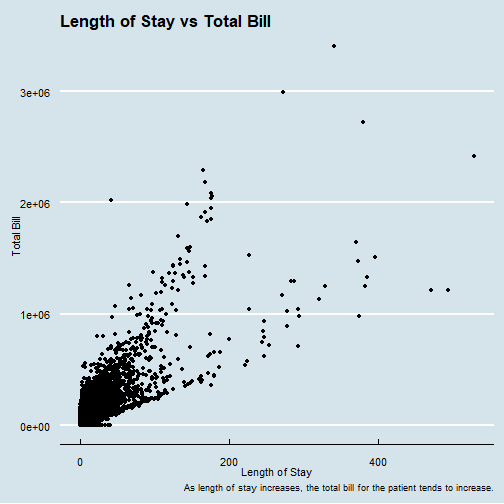 Length of Stay vs Total Bill
Total Bill
3e+06
2e+06
1e+06
0e+00
0 200 400
Length of Stay
As length of stay increases, the total bill for the patient tends to increase.